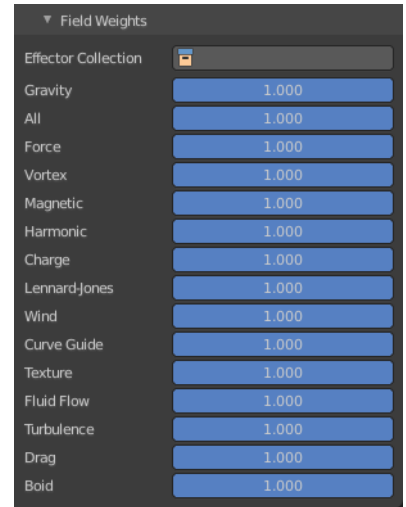 Field Weights
Effector Collection
Gravity 1.000
All 1.000
Force 1.000
Vortex 1.000
Magnetic 1.000
Harmonic 1.000
Charge 1.000
Lennard-Jones 1.000
Wind 1.000
Curve Guide 1.000
Texture 1.000
Fluid Flow 1.000
Turbulence 1.000
Drag 1.000
Boid 1.000